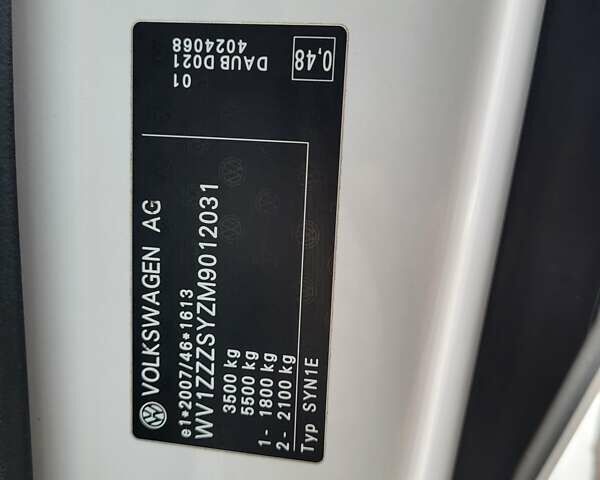 VOLKSWAGEN AG
e1*2007/46*1613
WV1ZZZSYZM9012031
3500 kg
5500 kg
1- 1800 kg
2- 2100 kg
Typ SYN1E
01
DAUB D021
4024068
0,48